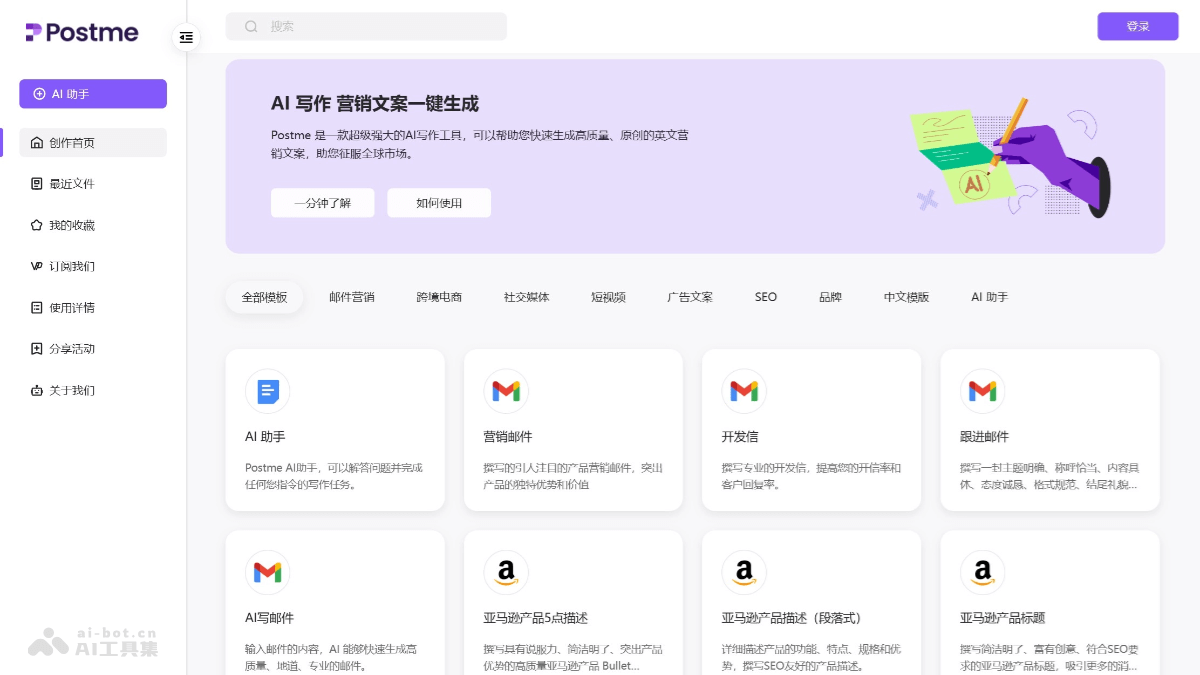 Postme
搜索
登录
AI 助手
创作首页
最近文件
我的收藏
订阅我们
使用详情
分享活动
关于我们
AI 写作 营销文案一键生成
Postme 是一款超级强大的AI写作工具，可以帮助您快速生成高质量、原创的英文营
销文案，助您征服全球市场。
一分钟了解
如何使用
AI
全部模板
邮件营销
跨境电商
社交媒体
短视频
广告文案
SEO
品牌
中文模版
AI 助手
AI 助手
Postme AI助手，可以解答问题并完成
任何您指令的写作任务。
营销邮件
撰写的引人注目的产品营销邮件，突出
产品的独特优势和价值
开发信
撰写专业的开发信，提高您的开信率和
客户回复率。
跟进邮件
撰写一封主题明确、称呼恰当、内容具
体、态度诚恳、格式规范、结尾礼貌...
AI写邮件
输入邮件的内容，AI 能够快速生成高
质量、地道、专业的邮件。
亚马逊产品5点描述
撰写具有说服力、简洁明了、突出产品
优势的高质量亚马逊产品 Bullet...
亚马逊产品描述（段落式）
详细描述产品的功能、特点、规格和优
势，撰写SEO友好的产品描述。
亚马逊产品标题
撰写简洁明了、富有创意、符合SEO要
求的亚马逊产品标题，吸引更多的消...
ai-bot.cn
AI工具集